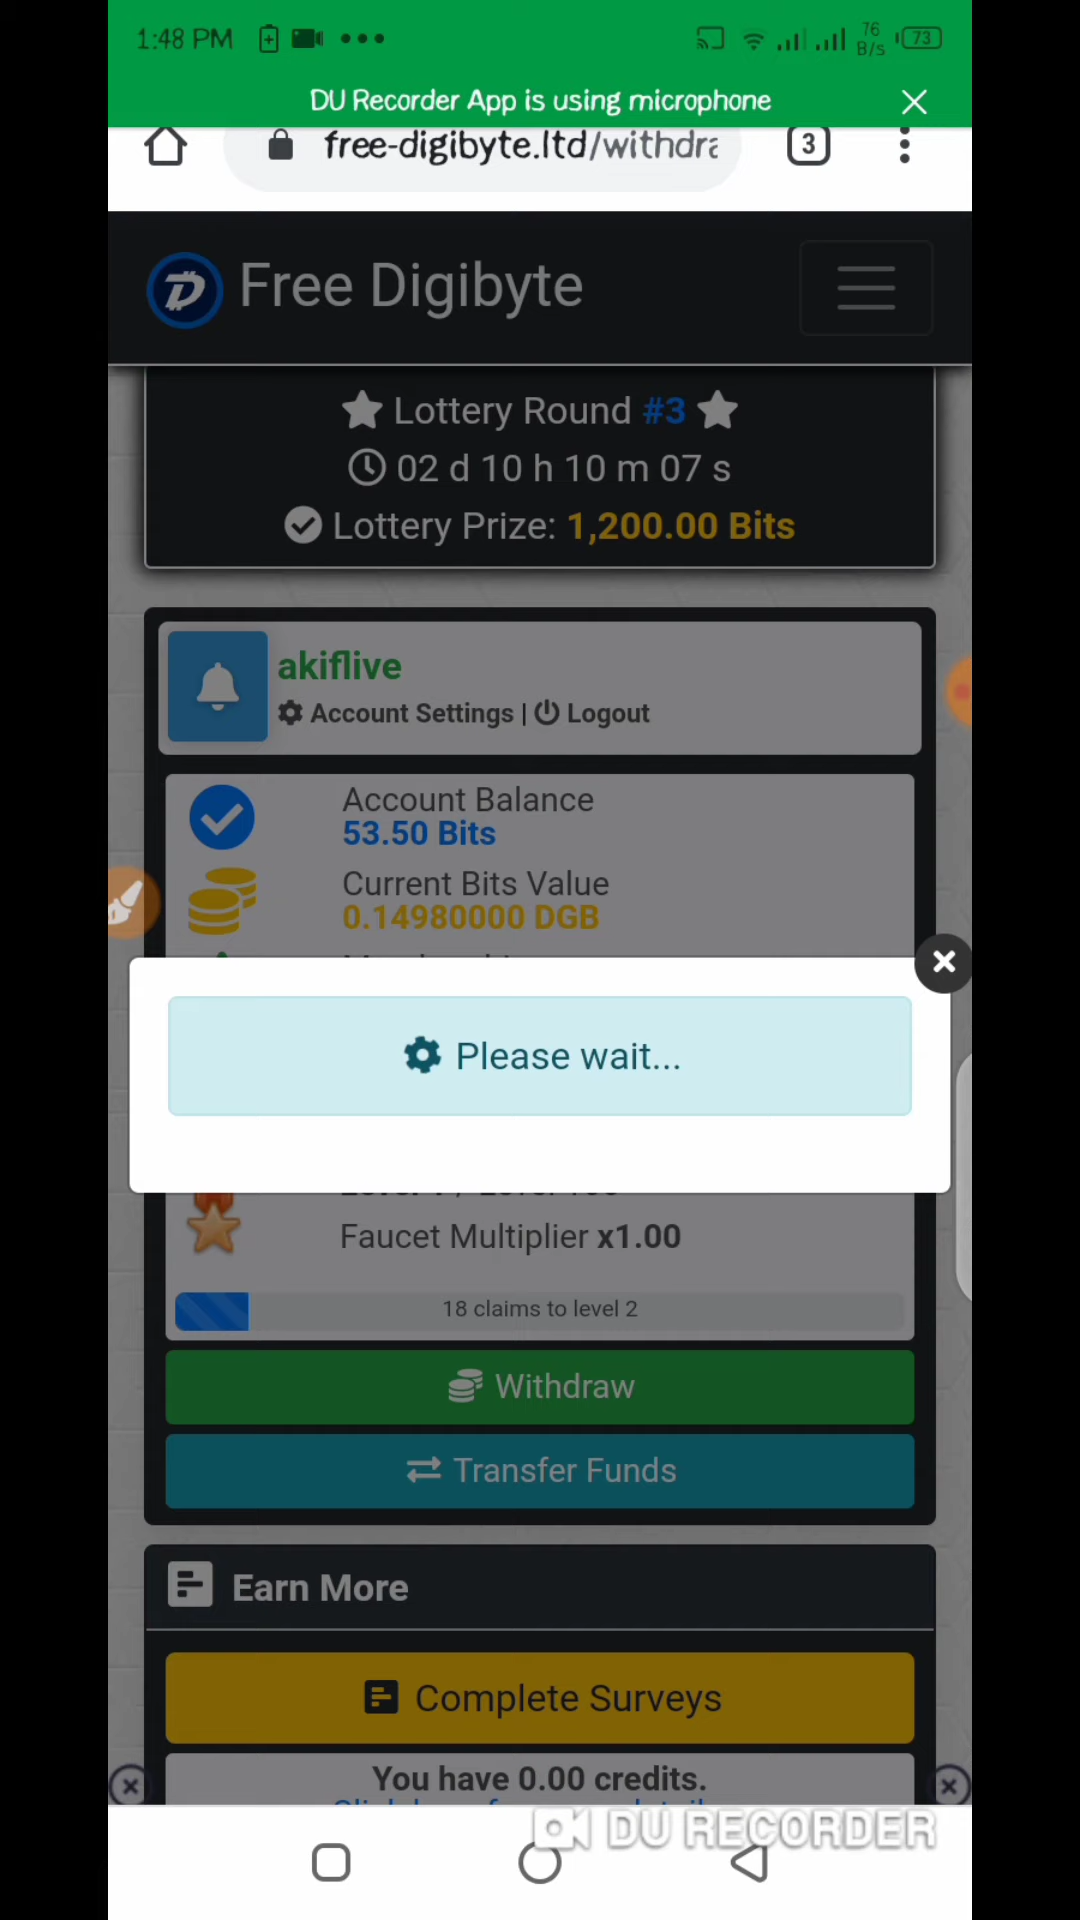 1:48 PM
76
B/s
73
DU Recorder App is using microphone
free-digibyte.ltd/withdra
3
Free Digibyte
Lottery Round #3
02 d 10 h 10 m 07 s
Lottery Prize: 1,200.00 Bits
akiflive
Account Settings | Logout
Account Balance
53.50 Bits
Current Bits Value
0.14980000 DGB
Please wait...
Faucet Multiplier x1.00
18 claims to level 2
Withdraw
Transfer Funds
Earn More
Complete Surveys
You have 0.00 credits.
DU RECORDER